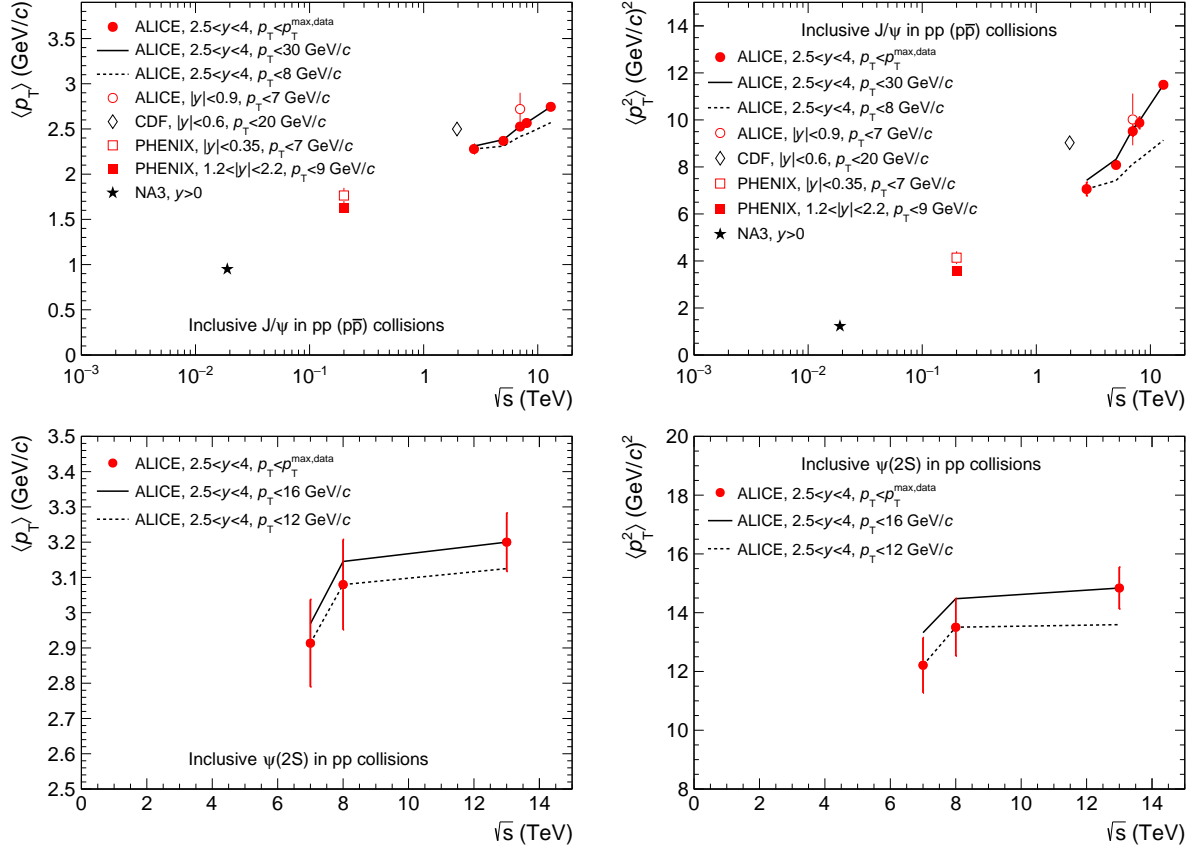 ⟨p_T⟩ (GeV/c)
3.5
3
2.5
2
1.5
1
0.5
0
ALICE, 2.5<y<4, p_T<p_T^max,data
ALICE, 2.5<y<4, p_T<30 GeV/c
ALICE, 2.5<y<4, p_T<8 GeV/c
ALICE, |y|<0.9, p_T<7 GeV/c
CDF, |y|<0.6, p_T<20 GeV/c
PHENIX, |y|<0.35, p_T<7 GeV/c
PHENIX, 1.2<|y|<2.2, p_T<9 GeV/c
NA3, y>0
Inclusive J/ψ in pp (pp̅) collisions
10⁻³ 10⁻² 10⁻¹ 1 10
√s (TeV)
⟨p_T²⟩ (GeV/c)²
14
12
10
8
6
4
2
0
Inclusive J/ψ in pp (pp̅) collisions
ALICE, 2.5<y<4, p_T<p_T^max,data
ALICE, 2.5<y<4, p_T<30 GeV/c
ALICE, 2.5<y<4, p_T<8 GeV/c
ALICE, |y|<0.9, p_T<7 GeV/c
CDF, |y|<0.6, p_T<20 GeV/c
PHENIX, |y|<0.35, p_T<7 GeV/c
PHENIX, 1.2<|y|<2.2, p_T<9 GeV/c
NA3, y>0
10⁻³ 10⁻² 10⁻¹ 1 10
√s (TeV)
⟨p_T⟩ (GeV/c)
3.5
3.4
3.3
3.2
3.1
3
2.9
2.8
2.7
2.6
2.5
ALICE, 2.5<y<4, p_T<p_T^max,data
ALICE, 2.5<y<4, p_T<16 GeV/c
ALICE, 2.5<y<4, p_T<12 GeV/c
Inclusive ψ(2S) in pp collisions
0 2 4 6 8 10 12 14
√s (TeV)
⟨p_T²⟩ (GeV/c)²
20
18
16
14
12
10
8
Inclusive ψ(2S) in pp collisions
ALICE, 2.5<y<4, p_T<p_T^max,data
ALICE, 2.5<y<4, p_T<16 GeV/c
ALICE, 2.5<y<4, p_T<12 GeV/c
0 2 4 6 8 10 12 14
√s (TeV)